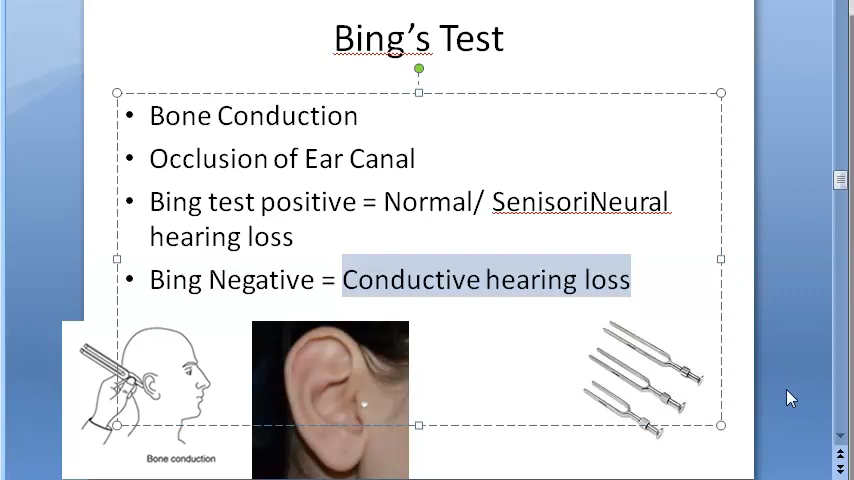 Bing's Test
• Bone Conduction
• Occlusion of Ear Canal
• Bing test positive = Normal/ SenisoriNeural
hearing loss
• Bing Negative = Conductive hearing loss
Bone conduction